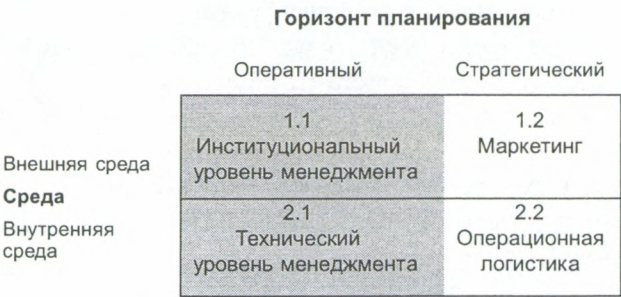 Горизонт планирования
Оперативный Стратегический
1.1 1.2
Институциональный Маркетинг
Внешняя среда уровень менеджмента
Среда
2.1 2.2
Внутренняя Технический Операционная
среда уровень менеджмента логистика